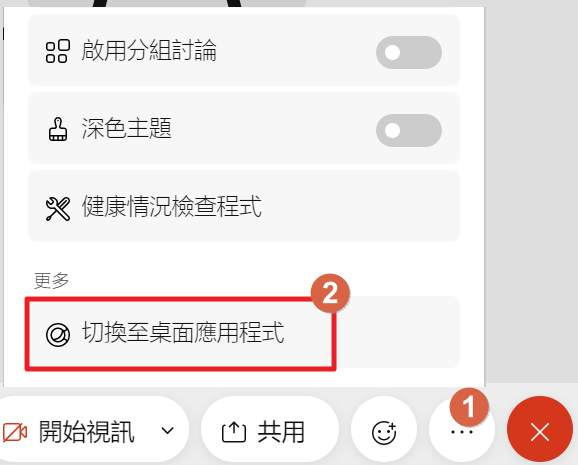 啟用分組討論
深色主題
健康情況檢查程式
更多
2
切換至桌面應用程式
1
開始視訊
共用